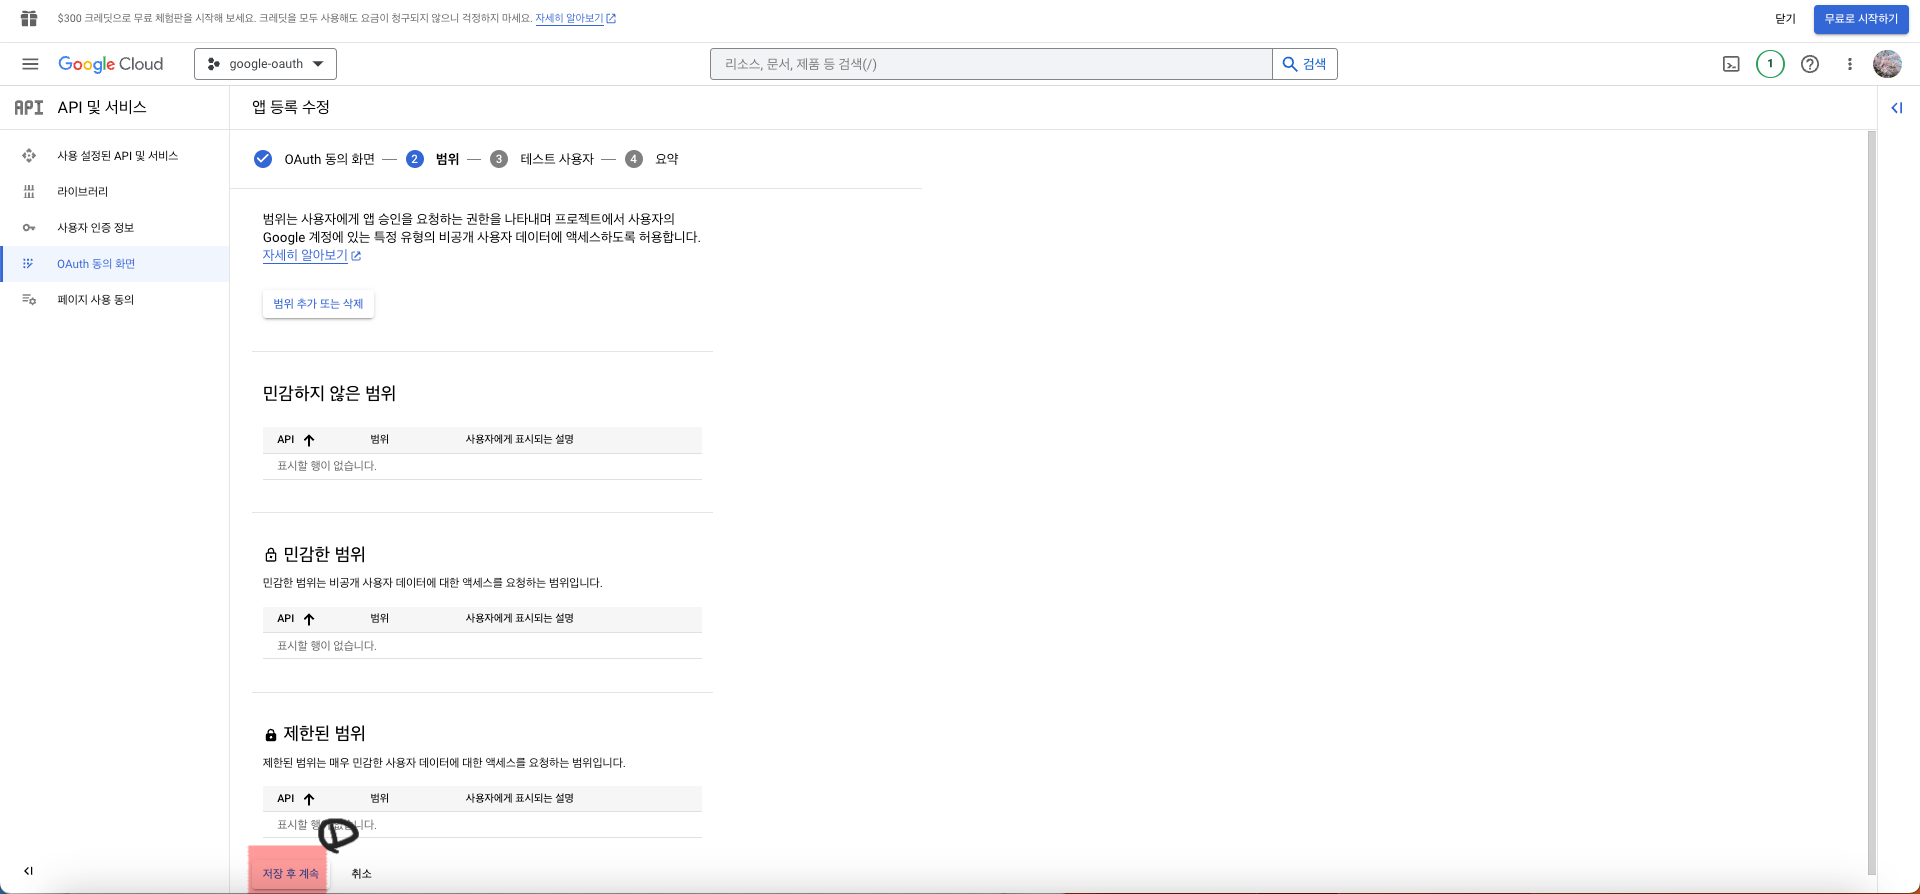 $300 크레딧으로 무료 체험판을 시작해 보세요. 크레딧을 모두 사용해도 요금이 청구되지 않으니 걱정하지 마세요. 자세히 알아보기
닫기
무료로 시작하기
Google Cloud
google-oauth
리소스, 문서, 제품 등 검색(/)
검색
1
API API 및 서비스
사용 설정된 API 및 서비스
라이브러리
사용자 인증 정보
OAuth 동의 화면
페이지 사용 동의
앱 등록 수정
OAuth 동의 화면 — 2 범위 — 3 테스트 사용자 — 4 요약
범위는 사용자에게 앱 승인을 요청하는 권한을 나타내며 프로젝트에서 사용자의
Google 계정에 있는 특정 유형의 비공개 사용자 데이터에 액세스하도록 허용합니다.
자세히 알아보기
범위 추가 또는 삭제
민감하지 않은 범위
API 범위 사용자에게 표시되는 설명
표시할 행이 없습니다.
민감한 범위
민감한 범위는 비공개 사용자 데이터에 대한 액세스를 요청하는 범위입니다.
API 범위 사용자에게 표시되는 설명
표시할 행이 없습니다.
제한된 범위
제한된 범위는 매우 민감한 사용자 데이터에 대한 액세스를 요청하는 범위입니다.
API 범위 사용자에게 표시되는 설명
표시할 행이 없습니다.
저장 후 계속
취소